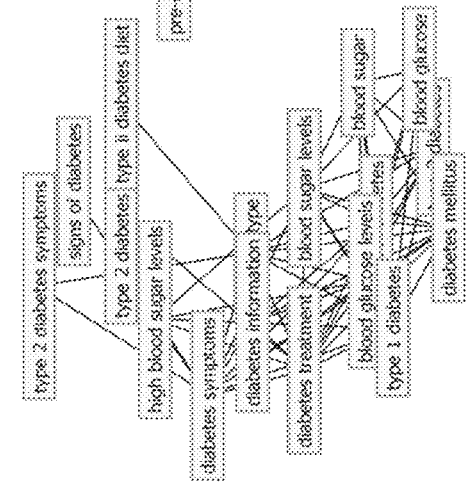 type 2 diabetes symptoms
signs of diabetes
type 1 diabetes diet
type 2 diabetes
high blood sugar levels
pre-
diabetes symptoms
diabetes information type
blood sugar levels
diabetes treatment
blood sugar
blood glucose levels
type 1 diabetes
blood glucose
diabetes mellitus